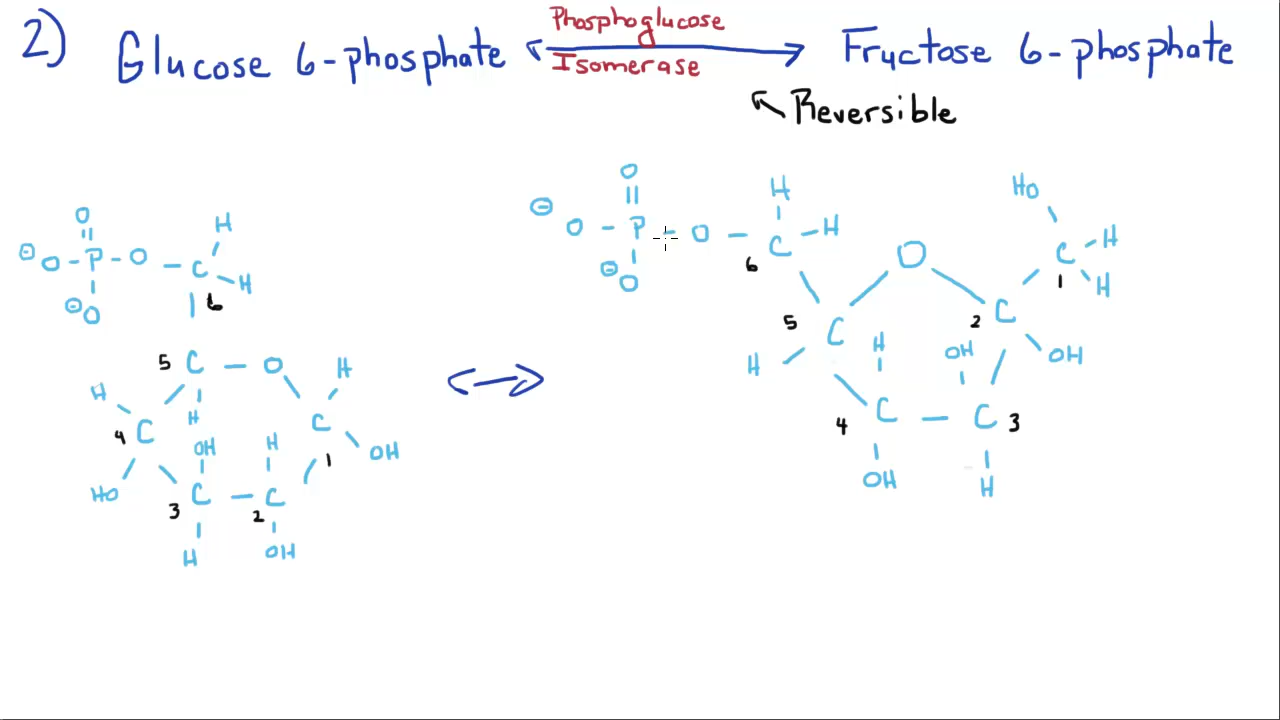 2) Glucose 6-phosphate Phosphoglucose Isomerase Fructose 6-phosphate
Reversible
O
⊖ O P O C H H
⊖ O 6
5 C O H
H H C
4 C OH H OH
HO C C 1
3 2
H OH
O H HO
⊖ O P O C H C H
⊖ O 6 O 1 H
5 C 2 C
H H OH OH
4 C C 3
OH H